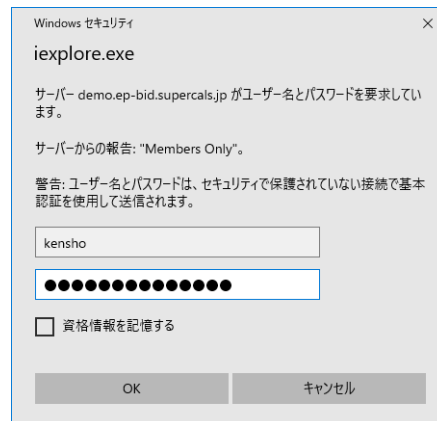 Windows セキュリティ
iexplore.exe
サーバー demo.ep-bid.supercals.jp がユーザー名とパスワードを要求してい
ます。
サーバーからの報告: "Members Only"。
警告: ユーザー名とパスワードは、セキュリティで保護されていない接続で基本
認証を使用して送信されます。
kensho
●●●●●●●●●●●●●●
資格情報を記憶する
OK
キャンセル